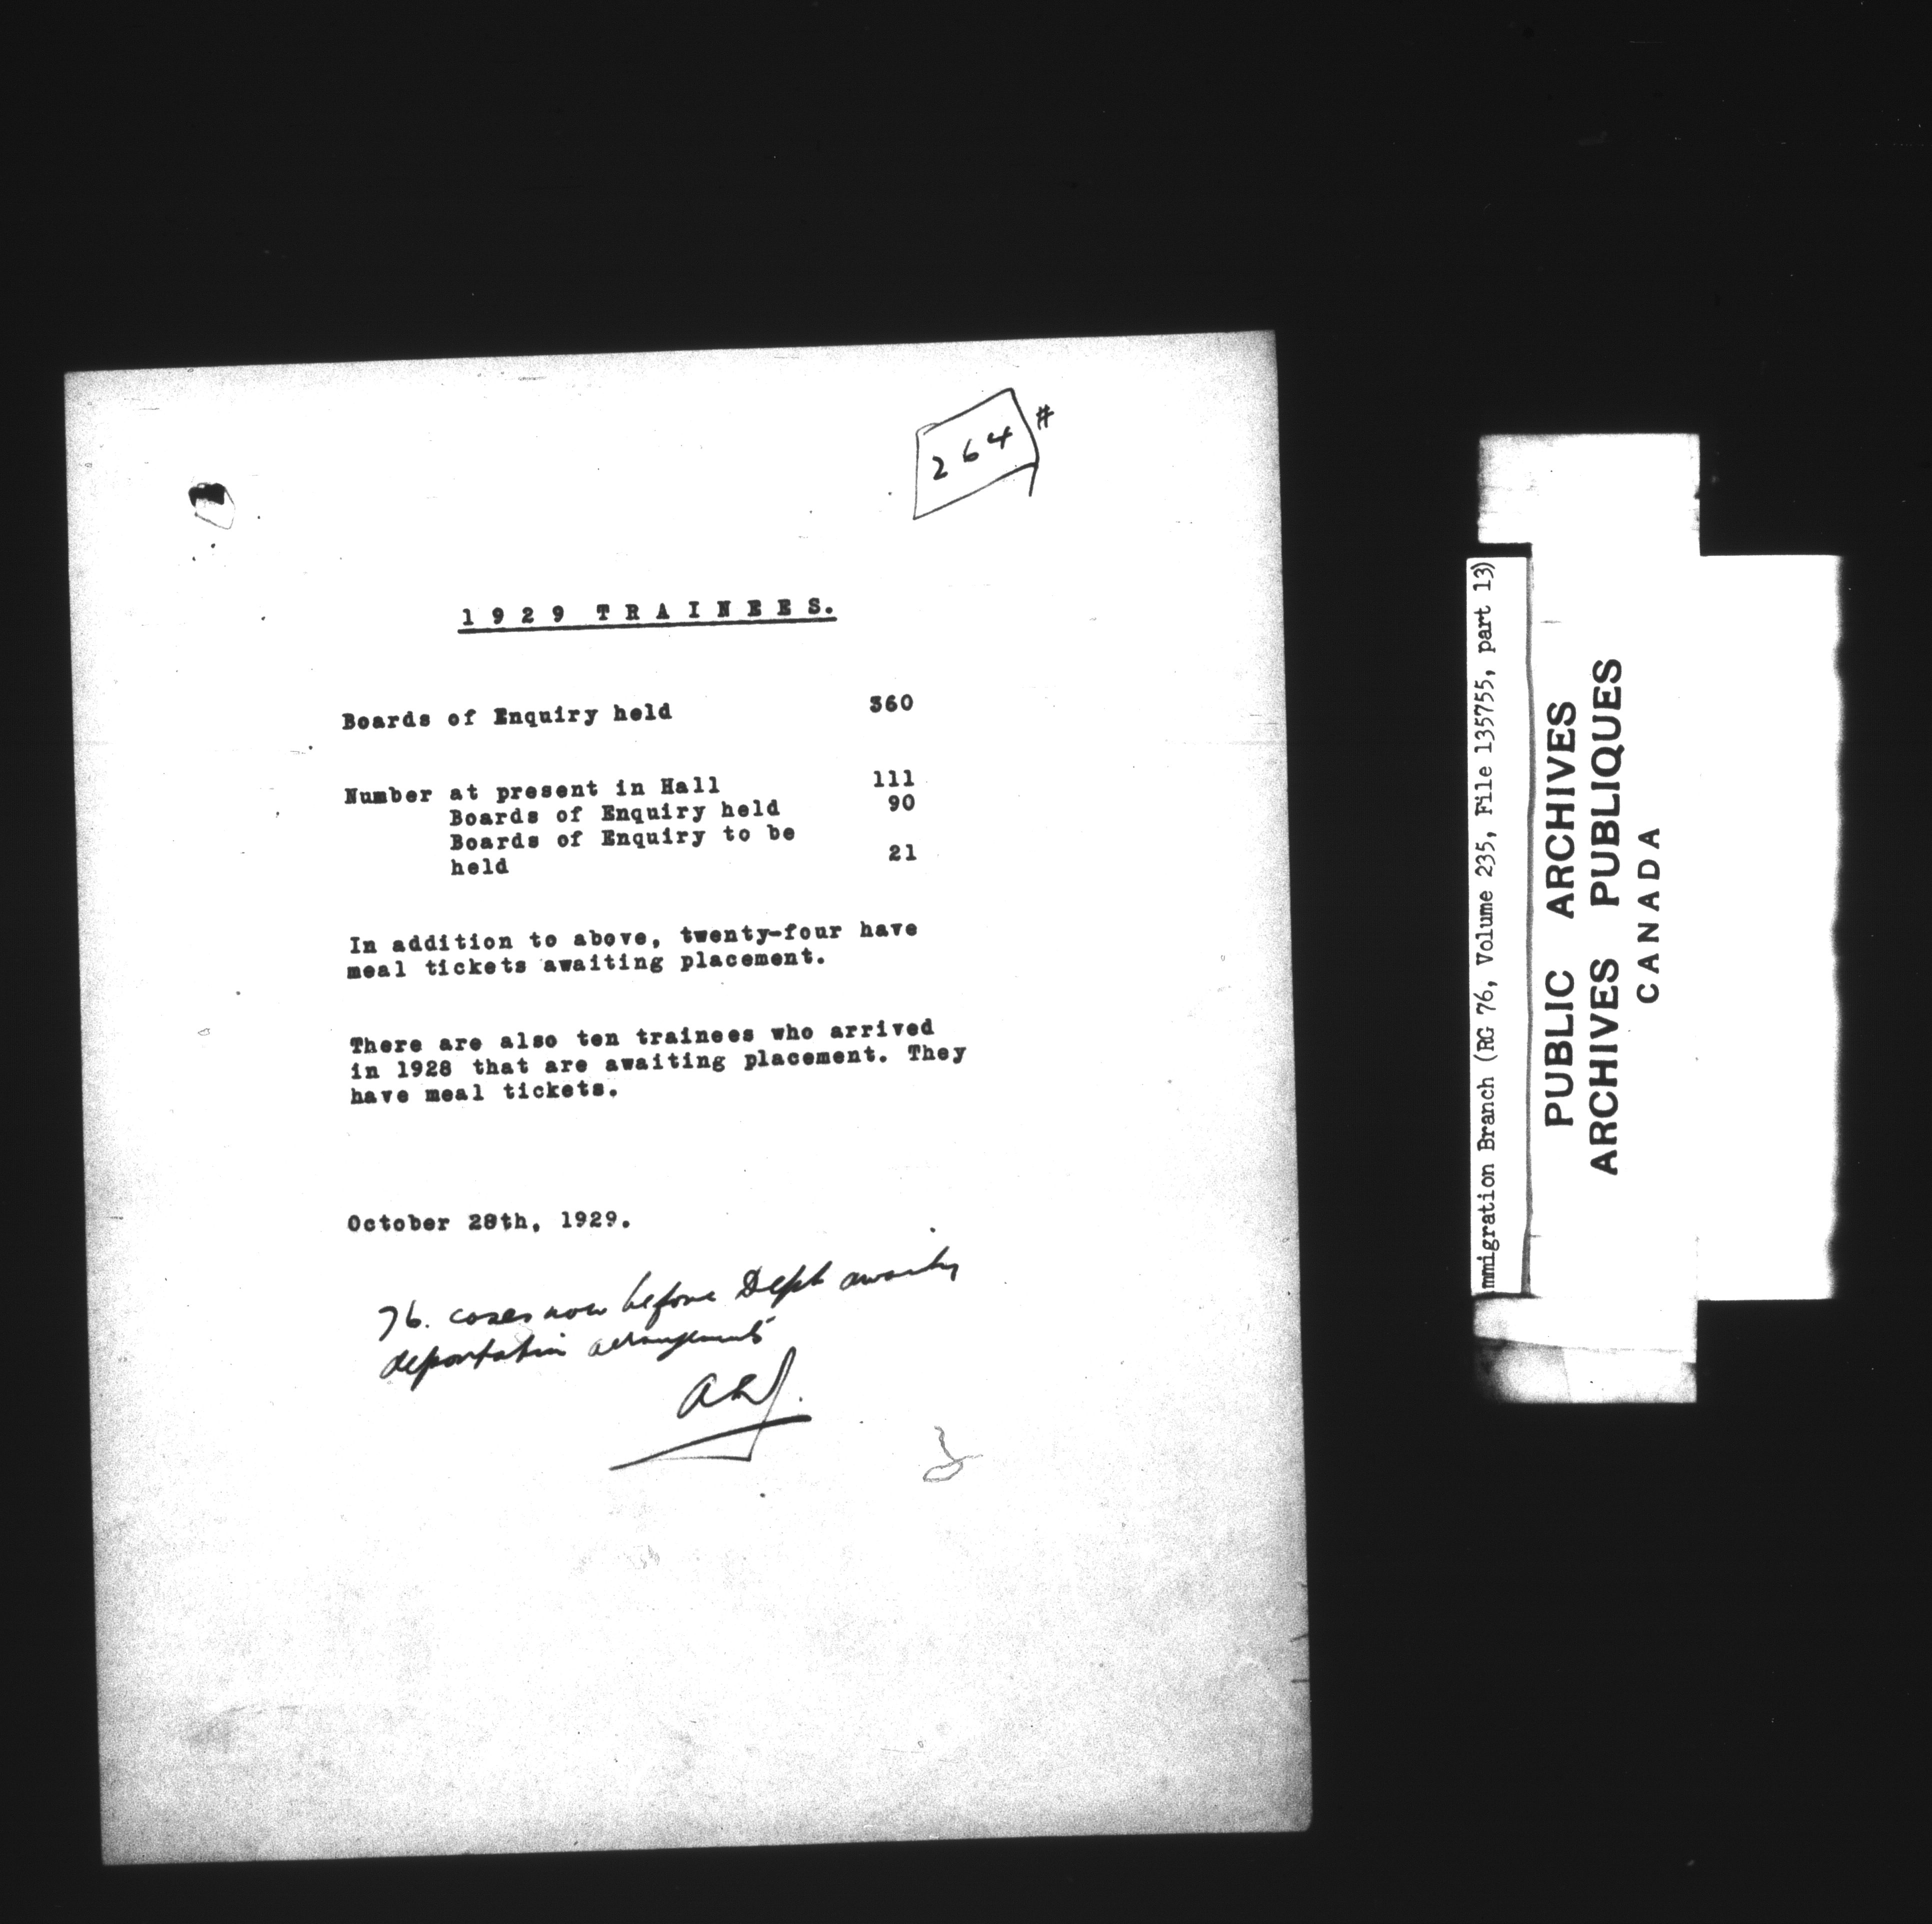 264 #
1929 TRAINEES.
Boards of Enquiry held 360
Number at present in Hall 111
Boards of Enquiry held 90
Boards of Enquiry to be
held 21
In addition to above, twenty-four have
meal tickets awaiting placement.
There are also ten trainees who arrived
in 1928 that are awaiting placement. They
have meal tickets.
October 28th, 1929.
76. cases now before Dept awaiting
deportation arrangements
mmigration Branch (RG 76, Volume 235, File 135755, part 13)
PUBLIC ARCHIVES
ARCHIVES PUBLIQUES
CANADA